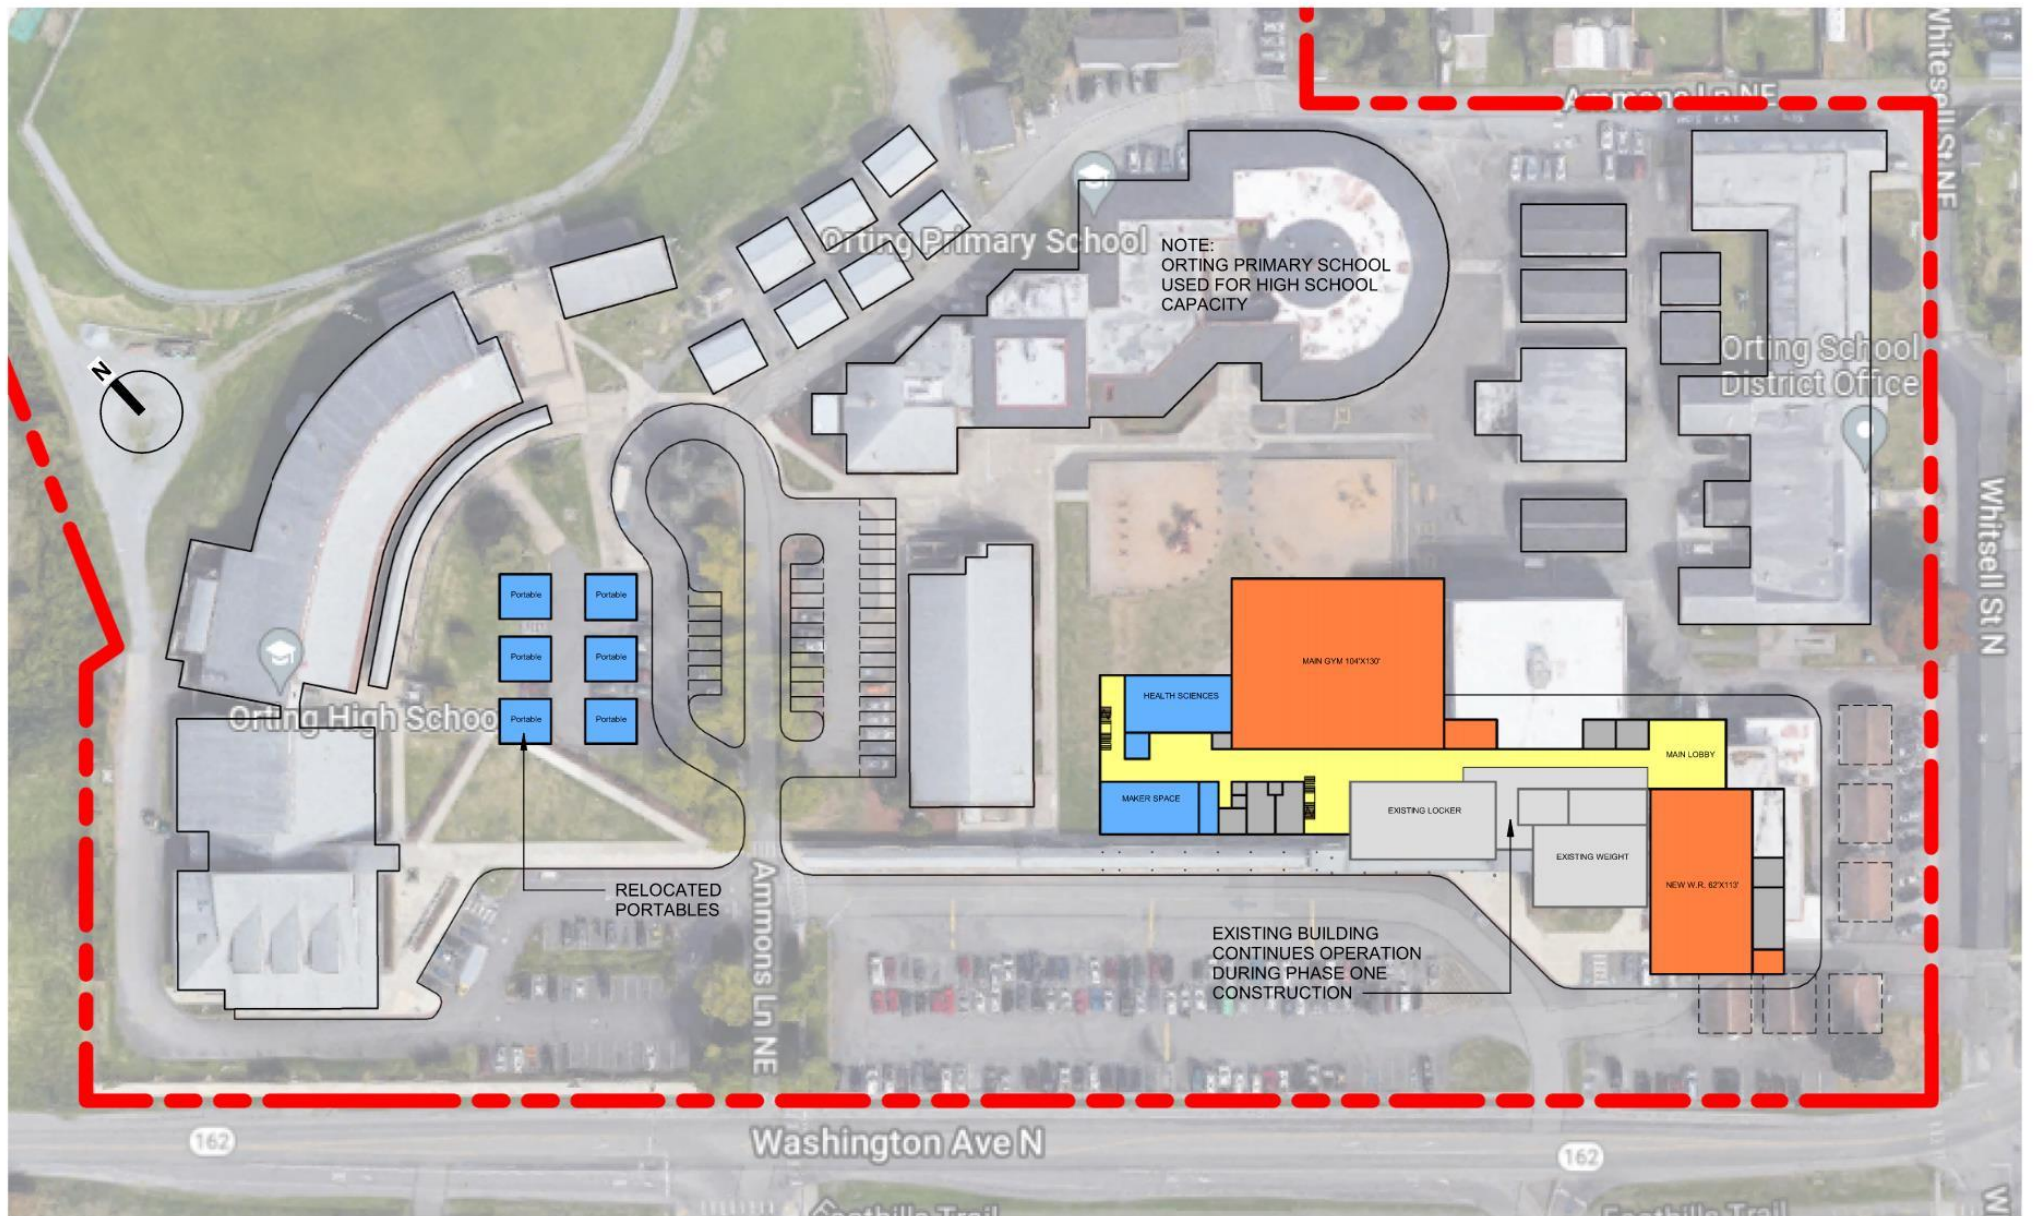 Ammons Ln NE
Whitesell St NE
Orting Primary School
NOTE:
ORTING PRIMARY SCHOOL
USED FOR HIGH SCHOOL
CAPACITY
Orting School
District Office
N
Whitsell St N
Portable
Portable
Portable
Portable
Portable
Portable
Orting High Schoo
MAIN GYM 104'X130'
HEALTH SCIENCES
MAIN LOBBY
MAKER SPACE
EXISTING LOCKER
EXISTING WEIGHT
NEW W.R. 62'X113'
RELOCATED
PORTABLES
Ammons Ln NE
EXISTING BUILDING
CONTINUES OPERATION
DURING PHASE ONE
CONSTRUCTION
162
Washington Ave N
162
Foothills Trail
Foothills Trail
W